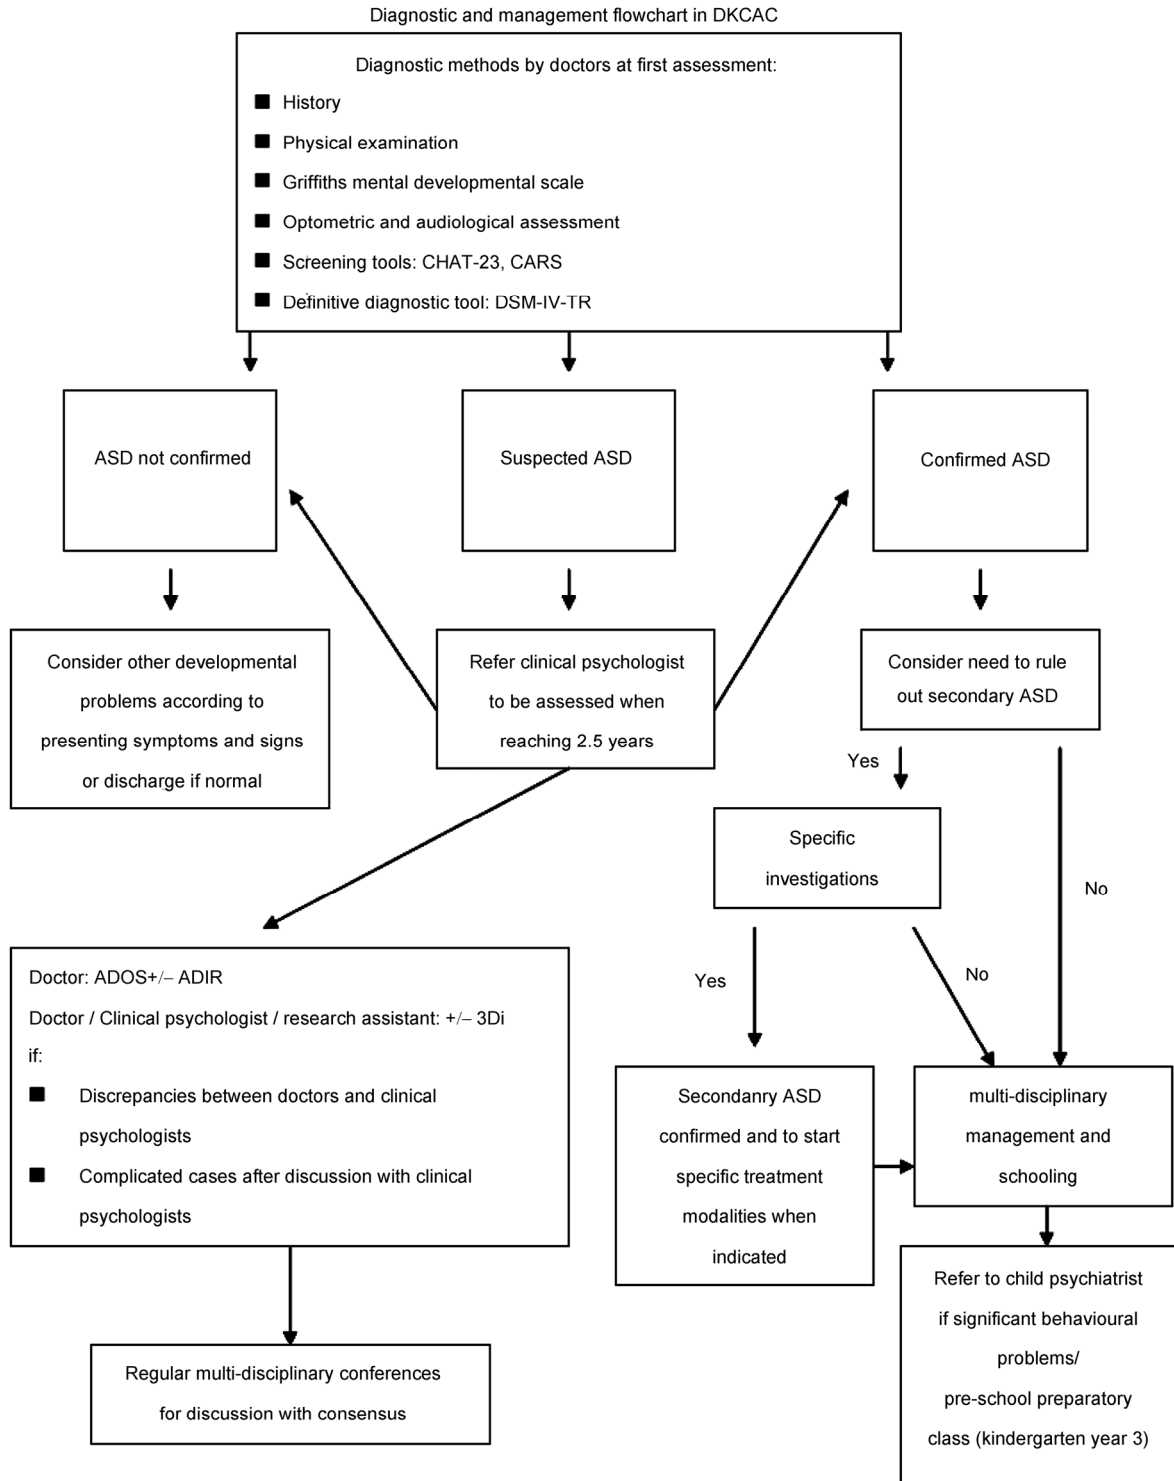 Diagnostic and management flowchart in DKCAC
Diagnostic methods by doctors at first assessment:
■ History
■ Physical examination
■ Griffiths mental developmental scale
■ Optometric and audiological assessment
■ Screening tools: CHAT-23, CARS
■ Definitive diagnostic tool: DSM-IV-TR
ASD not confirmed
Suspected ASD
Confirmed ASD
Consider other developmental
problems according to
presenting symptoms and signs
or discharge if normal
Refer clinical psychologist
to be assessed when
reaching 2.5 years
Consider need to rule
out secondary ASD
Yes
No
Specific
investigations
Yes
No
Doctor: ADOS+/– ADIR
Doctor / Clinical psychologist / research assistant: +/– 3Di
if:
■ Discrepancies between doctors and clinical
psychologists
■ Complicated cases after discussion with clinical
psychologists
Secondanry ASD
confirmed and to start
specific treatment
modalities when
indicated
multi-disciplinary
management and
schooling
Regular multi-disciplinary conferences
for discussion with consensus
Refer to child psychiatrist
if significant behavioural
problems/
pre-school preparatory
class (kindergarten year 3)